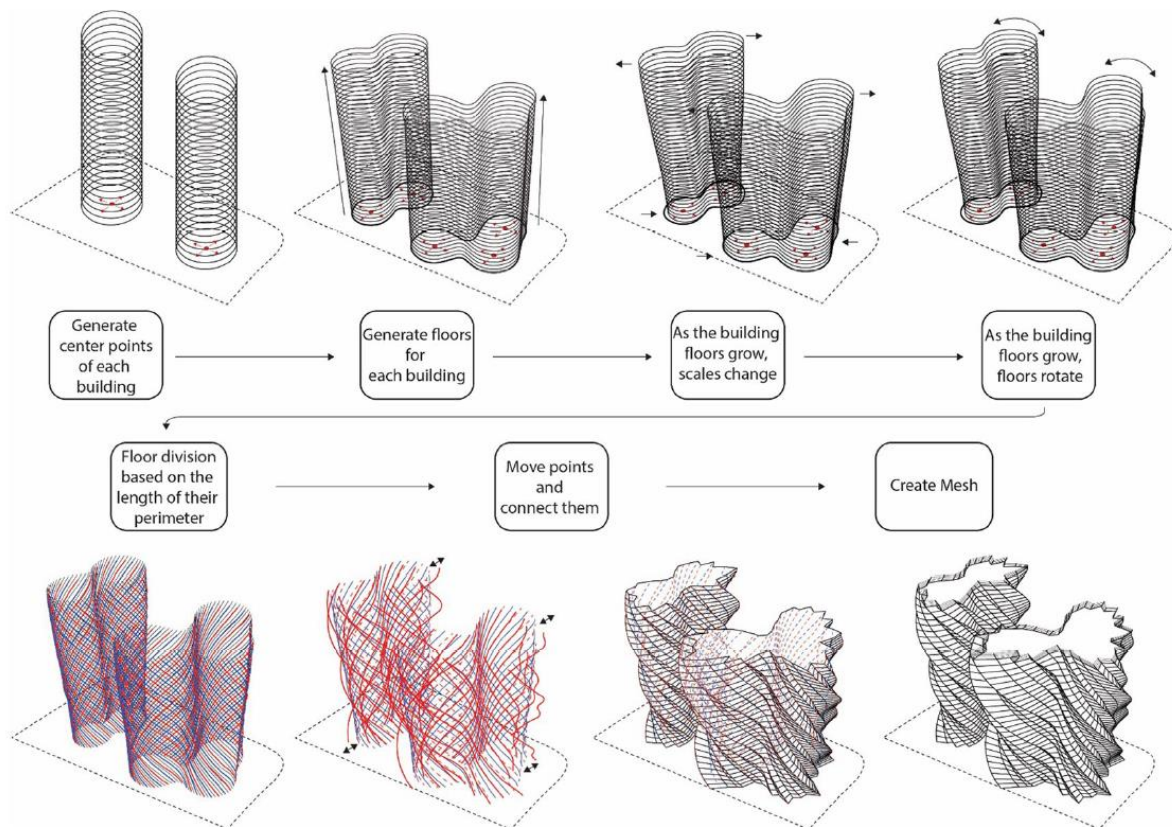 Generate
center points
of each
building
Generate floors
for
each building
As the building
floors grow,
scales change
As the building
floors grow,
floors rotate
Floor division
based on the
length of their
perimeter
Move points
and
connect them
Create Mesh